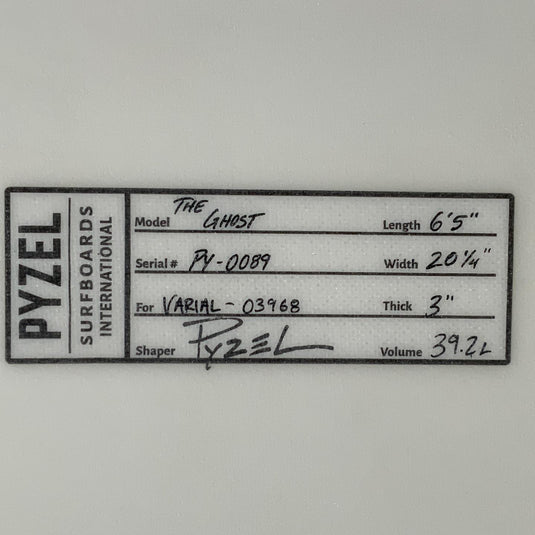 PYZEL
SURFBOARDS
INTERNATIONAL
Model THE GHOST
Length 6'5"
Serial# PY-0089
Width 20 1/4"
For VARIAL-03968
Thick 3"
Shaper PYZEL
Volume 39.2L